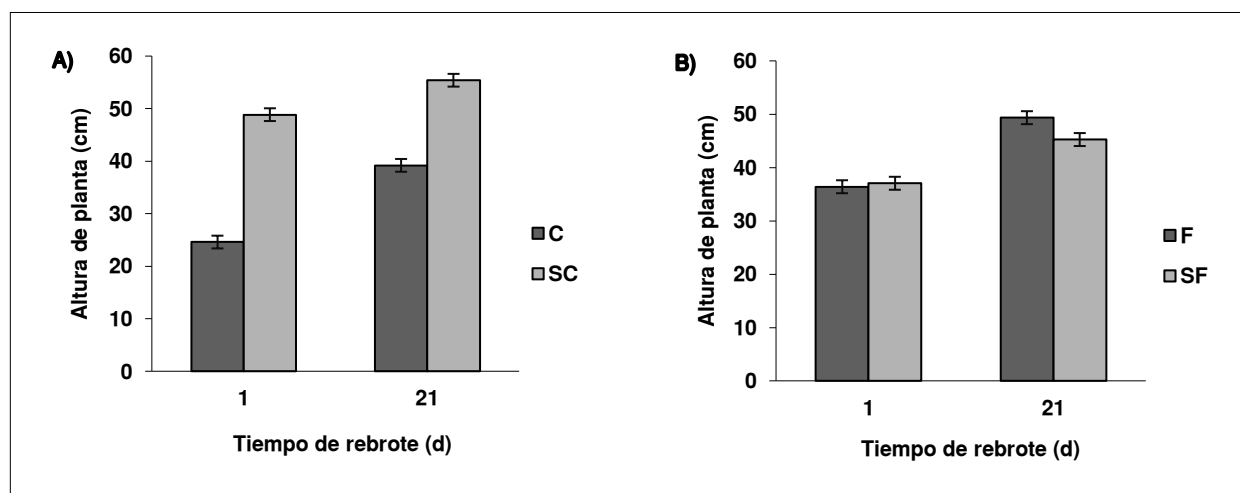 A)
60
50
40
30
20
10
0
Altura de planta (cm)
1
21
Tiempo de rebrote (d)
C
SC
B)
60
50
40
30
20
10
0
Altura de planta (cm)
1
21
Tiempo de rebrote (d)
F
SF